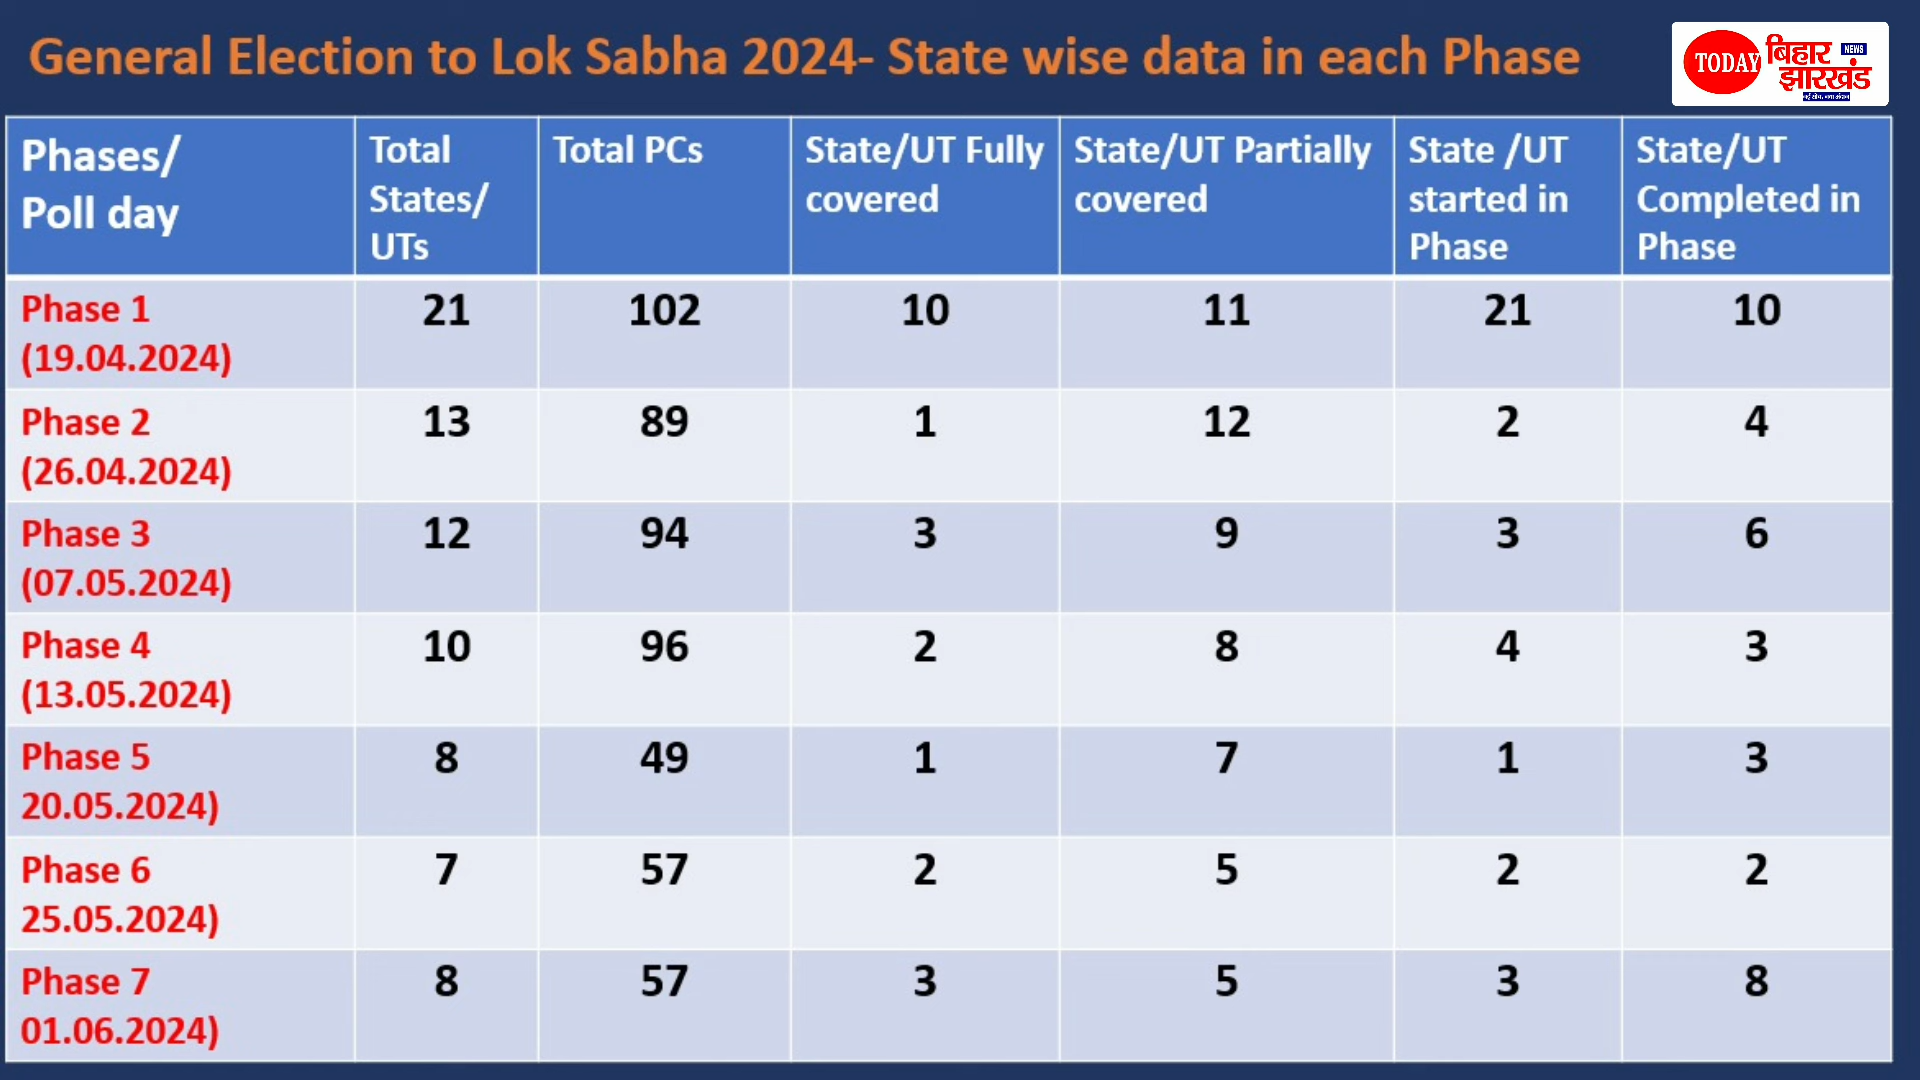 General Election to Lok Sabha 2024- State wise data in each Phase
TODAY
बिहार
NEWS
झारखंड
Phases/
Poll day
Total
States/
UTs
Total PCs
State/UT Fully
covered
State/UT Partially
covered
State /UT
started in
Phase
State/UT
Completed in
Phase
Phase 1
(19.04.2024)
21
102
10
11
21
10
Phase 2
(26.04.2024)
13
89
1
12
2
4
Phase 3
(07.05.2024)
12
94
3
9
3
6
Phase 4
(13.05.2024)
10
96
2
8
4
3
Phase 5
20.05.2024)
8
49
1
7
1
3
Phase 6
25.05.2024)
7
57
2
5
2
2
Phase 7
01.06.2024)
8
57
3
5
3
8